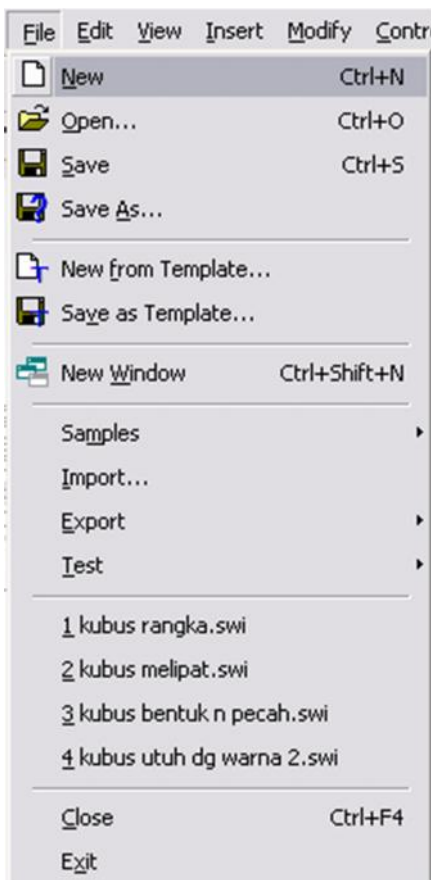 File Edit View Insert Modify Contr
New Ctrl+N
Open... Ctrl+O
Save Ctrl+S
Save As...
New from Template...
Save as Template...
New Window Ctrl+Shift+N
Samples
Import...
Export
Test
1 kubus rangka.swi
2 kubus melipat.swi
3 kubus bentuk n pecah.swi
4 kubus utuh dg warna 2.swi
Close Ctrl+F4
Exit